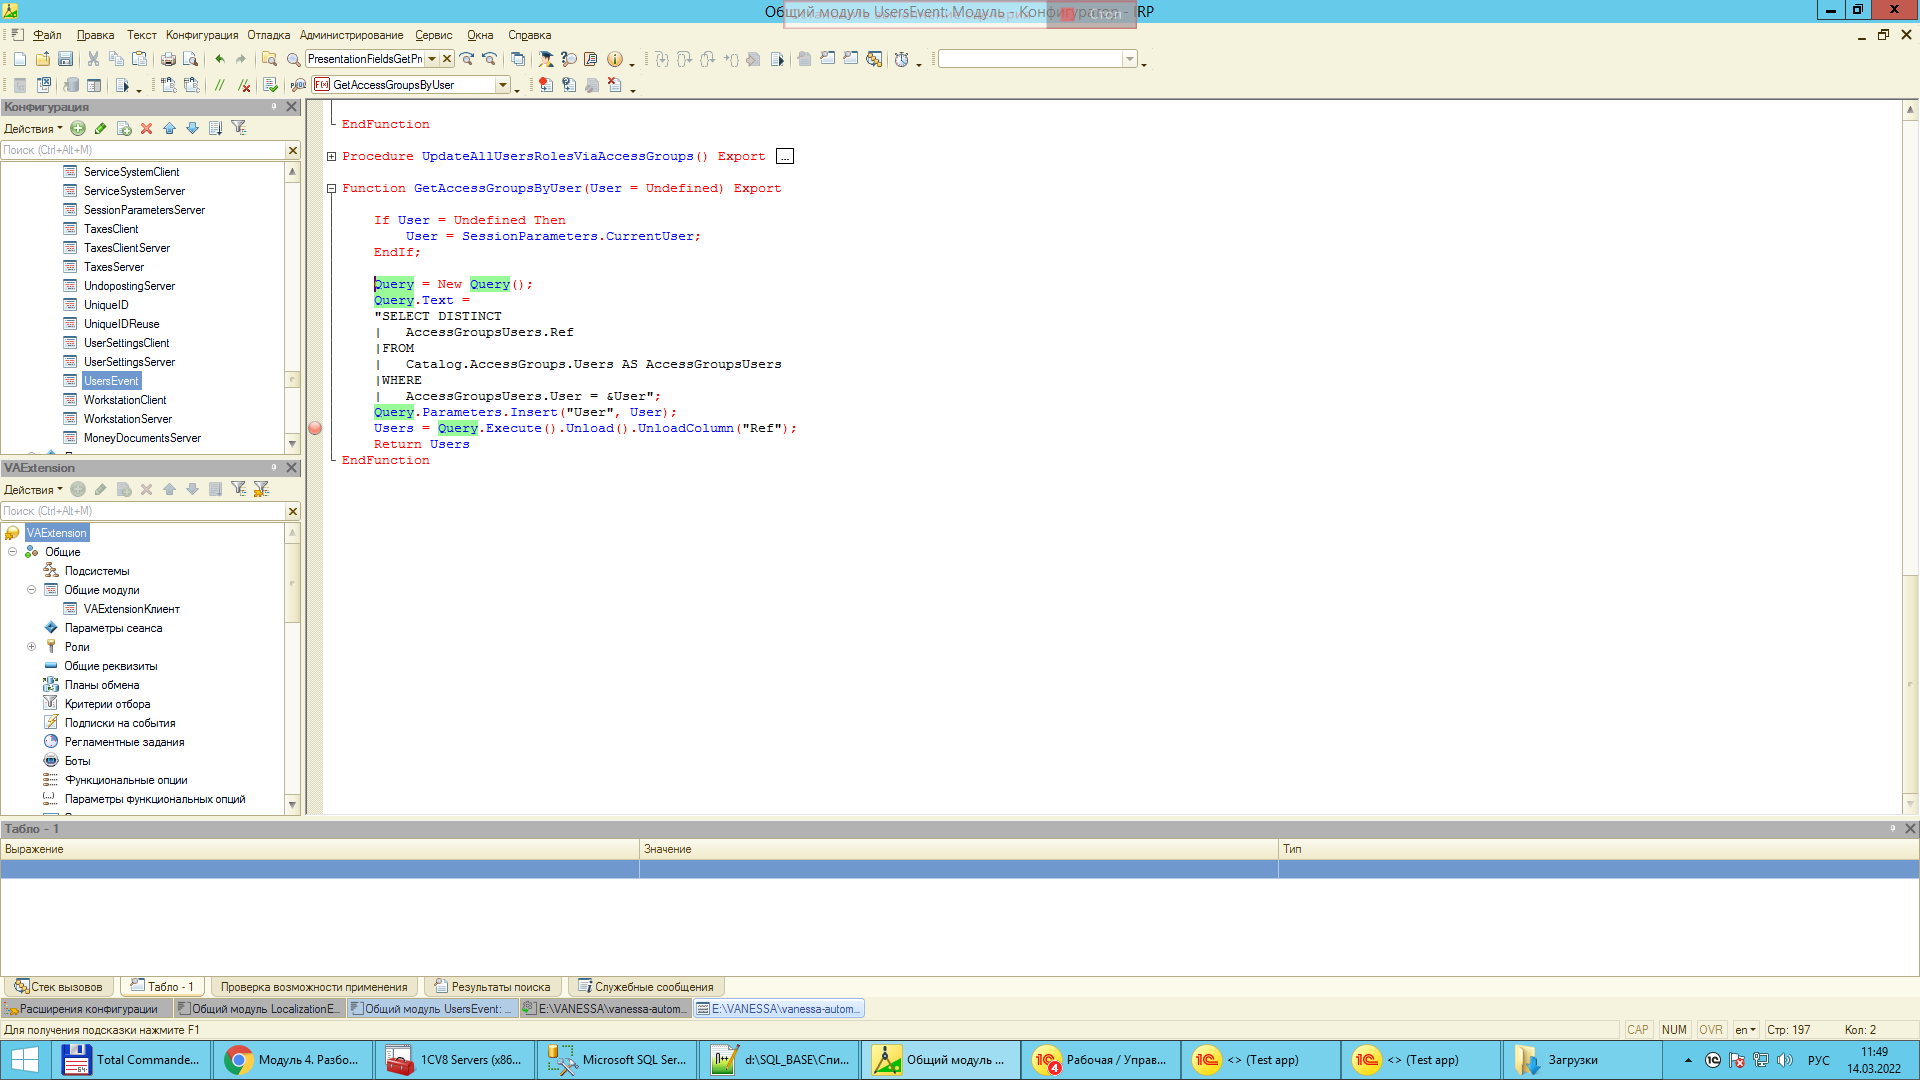 Общий модуль UsersEvent: Модуль - Конфигуратор - IRP
Стоп
Файл Правка Текст Конфигурация Отладка Администрирование Сервис Окна Справка
PresentationFieldsGetPr
GetAccessGroupsByUser
Конфигурация
Действия
Поиск (Ctrl+Alt+M)
ServiceSystemClient
ServiceSystemServer
SessionParametersServer
TaxesClient
TaxesClientServer
TaxesServer
UndopostingServer
UniqueID
UniqueIDReuse
UserSettingsClient
UserSettingsServer
UsersEvent
WorkstationClient
WorkstationServer
MoneyDocumentsServer
VAExtension
Действия
Поиск (Ctrl+Alt+M)
VAExtension
Общие
Подсистемы
Общие модули
VAExtensionКлиент
Параметры сеанса
Роли
Общие реквизиты
Планы обмена
Критерии отбора
Подписки на события
Регламентные задания
Боты
Функциональные опции
Параметры функциональных опций
EndFunction
Procedure UpdateAllUsersRolesViaAccessGroups() Export ...
Function GetAccessGroupsByUser(User = Undefined) Export
If User = Undefined Then
User = SessionParameters.CurrentUser;
EndIf;
Query = New Query();
Query.Text =
"SELECT DISTINCT
| AccessGroupsUsers.Ref
|FROM
| Catalog.AccessGroups.Users AS AccessGroupsUsers
|WHERE
| AccessGroupsUsers.User = &User";
Query.Parameters.Insert("User", User);
Users = Query.Execute().Unload().UnloadColumn("Ref");
Return Users
EndFunction
Табло - 1
Выражение Значение Тип
Стек вызовов Табло - 1 Проверка возможности применения Результаты поиска Служебные сообщения
Расширения конфигурации Общий модуль LocalizationE... Общий модуль UsersEvent: ... E:\VANESSA\vanessa-autom... E:\VANESSA\vanessa-autom...
Для получения подсказки нажмите F1 CAP NUM OVR en Стр: 197 Кол: 2
Total Commande... Модуль 4. Разбо... 1CV8 Servers (x86... Microsoft SQL Ser... d:\SQL_BASE\Спи... Общий модуль ... Рабочая / Управ... <> (Test app) <> (Test app) Загрузки РУС 11:49
14.03.2022